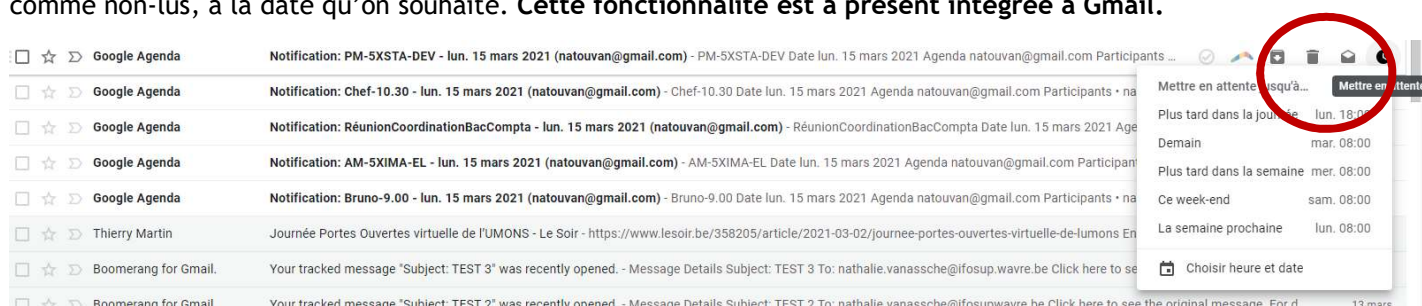 comme non-lus, à la date qu'on souhaite. Cette fonctionnalité est à présent intégrée à Gmail.
Google Agenda Notification: PM-5XSTA-DEV - lun. 15 mars 2021 (natouvan@gmail.com) - PM-5XSTA-DEV Date lun. 15 mars 2021 Agenda natouvan@gmail.com Participants ...
Google Agenda Notification: Chef-10.30 - lun. 15 mars 2021 (natouvan@gmail.com) - Chef-10.30 Date lun. 15 mars 2021 Agenda natouvan@gmail.com Participants • na
Google Agenda Notification: RéunionCoordinationBacCompta - lun. 15 mars 2021 (natouvan@gmail.com) - RéunionCoordinationBacCompta Date lun. 15 mars 2021 Age
Google Agenda Notification: AM-5XIMA-EL - lun. 15 mars 2021 (natouvan@gmail.com) - AM-5XIMA-EL Date lun. 15 mars 2021 Agenda natouvan@gmail.com Participant
Google Agenda Notification: Bruno-9.00 - lun. 15 mars 2021 (natouvan@gmail.com) - Bruno-9.00 Date lun. 15 mars 2021 Agenda natouvan@gmail.com Participants • na
Thierry Martin Journée Portes Ouvertes virtuelle de l'UMONS - Le Soir - https://www.lesoir.be/358205/article/2021-03-02/journee-portes-ouvertes-virtuelle-de-lumons En
Boomerang for Gmail. Your tracked message "Subject: TEST 3" was recently opened. - Message Details Subject: TEST 3 To: nathalie.vanassche@ifosup.wavre.be Click here to se
Boomerang for Gmail. Your tracked message "Subject: TEST 2" was recently opened. - Message Details Subject: TEST 2 To: nathalie.vanassche@ifosupwavre.be Click here to see the original message. For d 13 mars
Mettre en attente jusqu'à...
Mettre en attente
Plus tard dans la journée lun. 18:00
Demain mar. 08:00
Plus tard dans la semaine mer. 08:00
Ce week-end sam. 08:00
La semaine prochaine lun. 08:00
Choisir heure et date